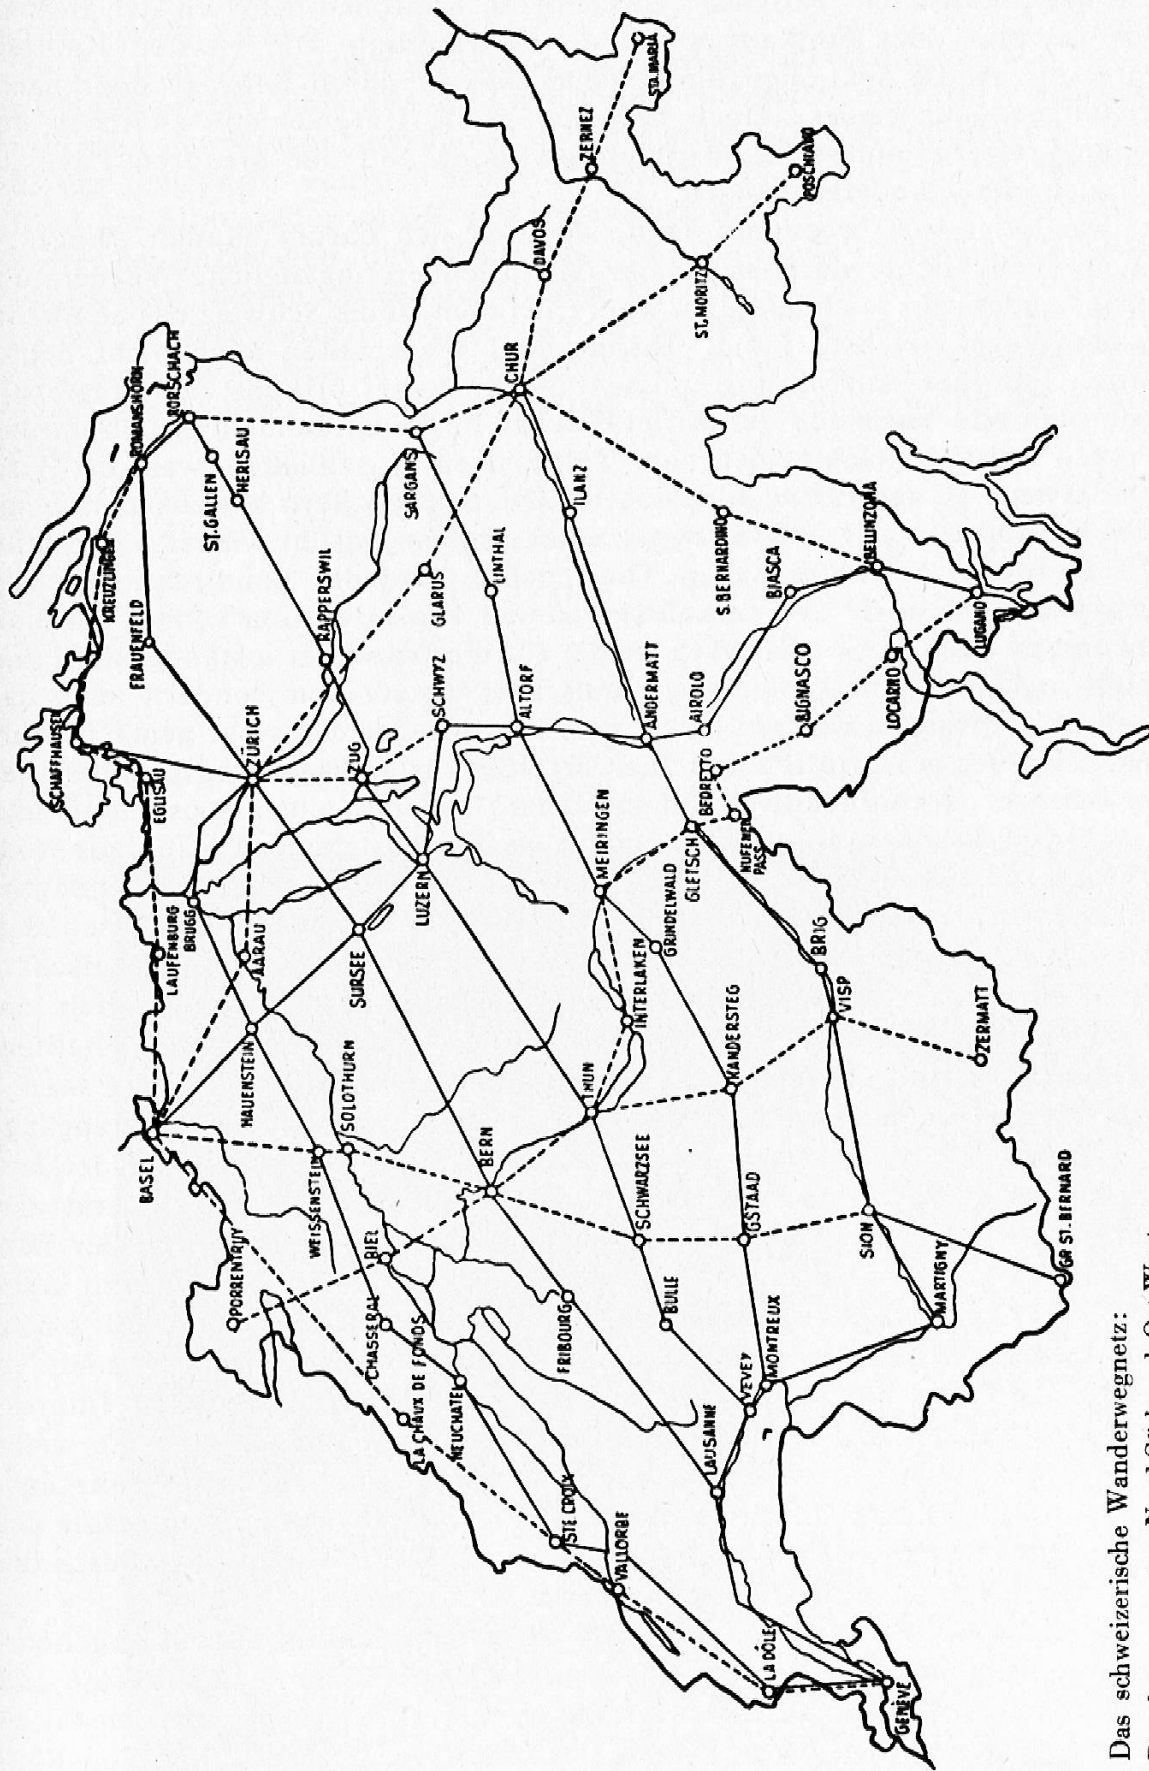 SCHAFFHAUSEN
KREUZLINGEN
ROMANSHORN
RORSCHACH
EGLISAU
FRAUENFELD
ST.GALLEN
HERISAU
BASEL
LAUFENBURG
BRUGG
ZÜRICH
AARAU
RAPPERSWIL
HAUENSTEIN
PORRENTRUY
WEISSENSTEIN
SOLOTHURN
SURSEE
ZUG
SARGANS
GLARUS
BIEL
CHASSERAL
LUZERN
SCHWYZ
LINTHAL
CHUR
DAVOS
ZERNEZ
STA. MARIA
LA CHAUX DE FONDS
NEUCHATEL
BERN
ALTORF
ILANZ
STE CROIX
FRIBOURG
THUN
INTERLAKEN
MEIRINGEN
ANDERMATT
VALLORBE
BULLE
SCHWARZSEE
GRINDELWALD
GLETSCH
BEDRETTO
AIROLO
S.BERNARDINO
ST.MORITZ
POSCHIAVO
LAUSANNE
VEVEY
MONTREUX
GSTAAD
KANDERSTEG
NUFENEN
PASS
BIGNASCO
BIASCA
BELLINZONA
LA DÔLE
GENÈVE
SION
VISP
BRIG
LOCARNO
LUGANO
MARTIGNY
ZERMATT
GR ST. BERNARD
Das schweizerische Wanderwegnetz: